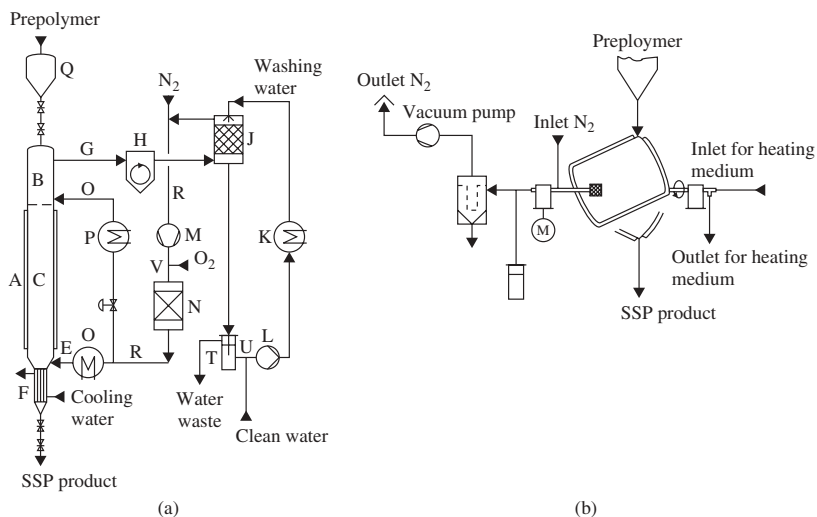 Prepolymer
Q
N₂
Washing
water
G
H
J
B
O
R
P
M
K
A
C
V
O₂
N
E
O
R
L
T
U
F
Cooling
water
Water
waste
Clean water
SSP product
(a)
Preploymer
Outlet N₂
Vacuum pump
Inlet N₂
Inlet for heating
medium
M
Outlet for heating
medium
SSP product
(b)